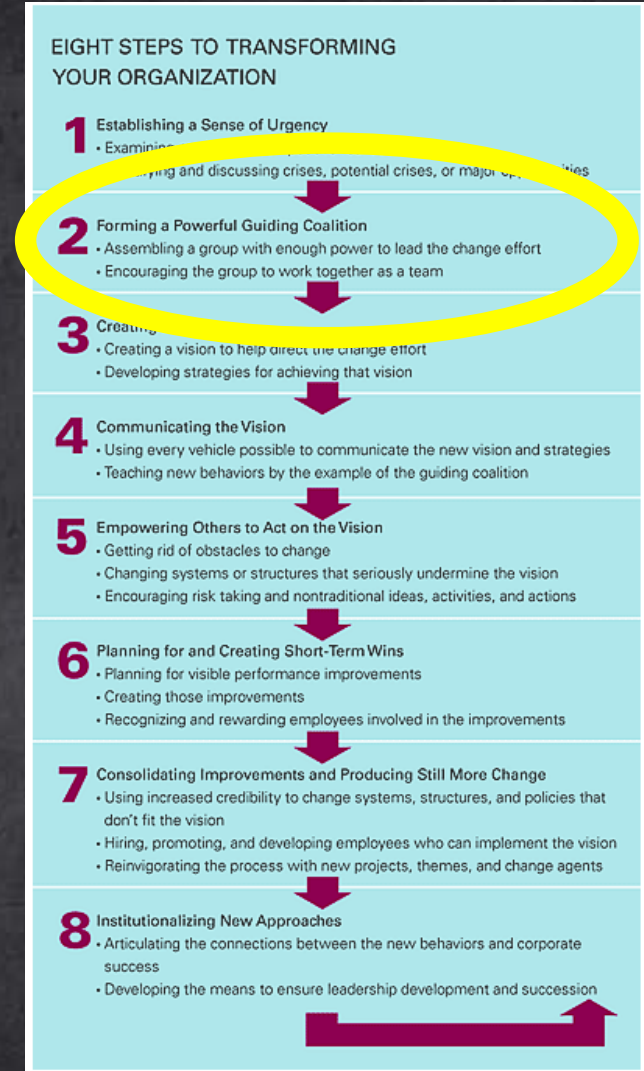 EIGHT STEPS TO TRANSFORMING
YOUR ORGANIZATION
1 Establishing a Sense of Urgency
• Examining
and discussing crises, potential crises, or major
2 Forming a Powerful Guiding Coalition
• Assembling a group with enough power to lead the change effort
• Encouraging the group to work together as a team
3 Creating
• Creating a vision to help direct the change effort
• Developing strategies for achieving that vision
4 Communicating the Vision
• Using every vehicle possible to communicate the new vision and strategies
• Teaching new behaviors by the example of the guiding coalition
5 Empowering Others to Act on the Vision
• Getting rid of obstacles to change
• Changing systems or structures that seriously undermine the vision
• Encouraging risk taking and nontraditional ideas, activities, and actions
6 Planning for and Creating Short-Term Wins
• Planning for visible performance improvements
• Creating those improvements
• Recognizing and rewarding employees involved in the improvements
7 Consolidating Improvements and Producing Still More Change
• Using increased credibility to change systems, structures, and policies that
don't fit the vision
• Hiring, promoting, and developing employees who can implement the vision
• Reinvigorating the process with new projects, themes, and change agents
8 Institutionalizing New Approaches
• Articulating the connections between the new behaviors and corporate
success
• Developing the means to ensure leadership development and succession